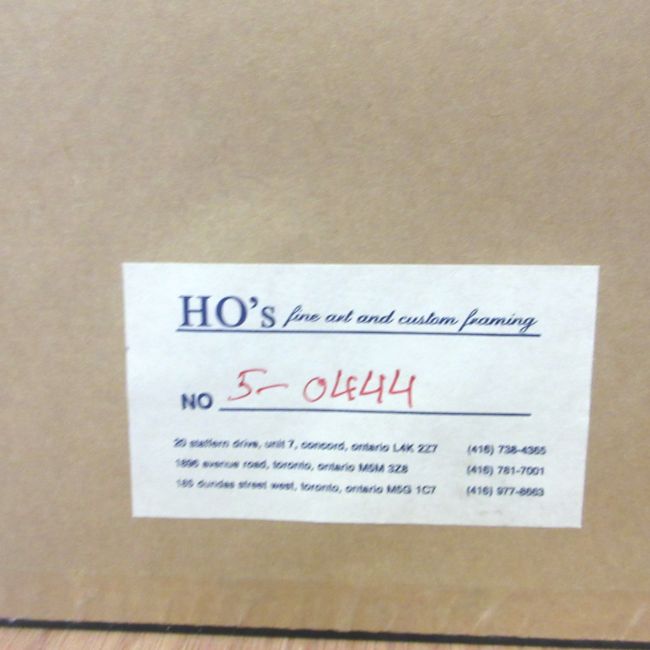 HO's fine art and custom framing
NO 5-0444
20 staffern drive, unit 7, concord, ontario L4K 2Z7 (416) 738-4365
1896 avenue road, toronto, ontario M5M 3Z8 (416) 781-7001
185 dundas street west, toronto, ontario M5G 1C7 (416) 977-8663